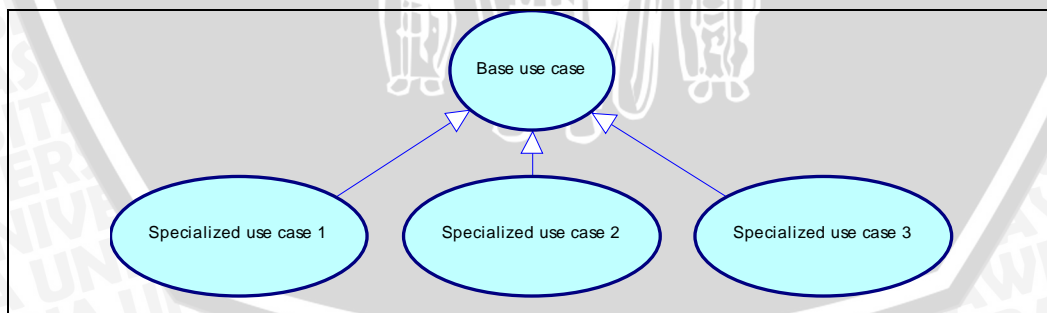 Base use case
Specialized use case 1
Specialized use case 2
Specialized use case 3